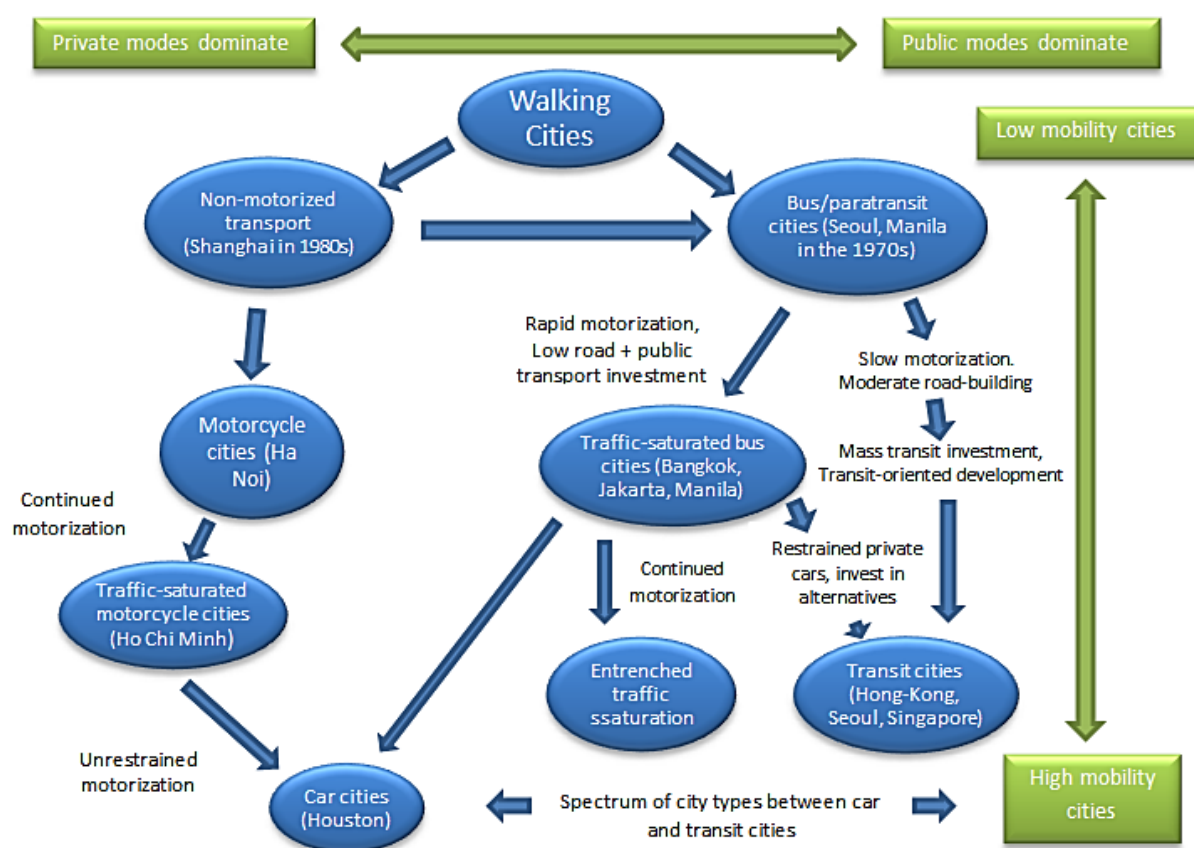 Private modes dominate
Public modes dominate
Walking
Cities
Low mobility cities
Non-motorized
transport
(Shanghai in 1980s)
Bus/paratransit
cities (Seoul, Manila
in the 1970s)
Rapid motorization,
Low road + public
transport investment
Slow motorization.
Moderate road-building
Motorcycle
cities (Ha
Noi)
Traffic-saturated bus
cities (Bangkok,
Jakarta, Manila)
Mass transit investment,
Transit-oriented development
Continued
motorization
Restrained private
cars, invest in
alternatives
Continued
motorization
Traffic-saturated
motorcycle cities
(Ho Chi Minh)
Entrenched
traffic
ssaturation
Transit cities
(Hong-Kong,
Seoul, Singapore)
Unrestrained
motorization
Car cities
(Houston)
Spectrum of city types between car
and transit cities
High mobility
cities